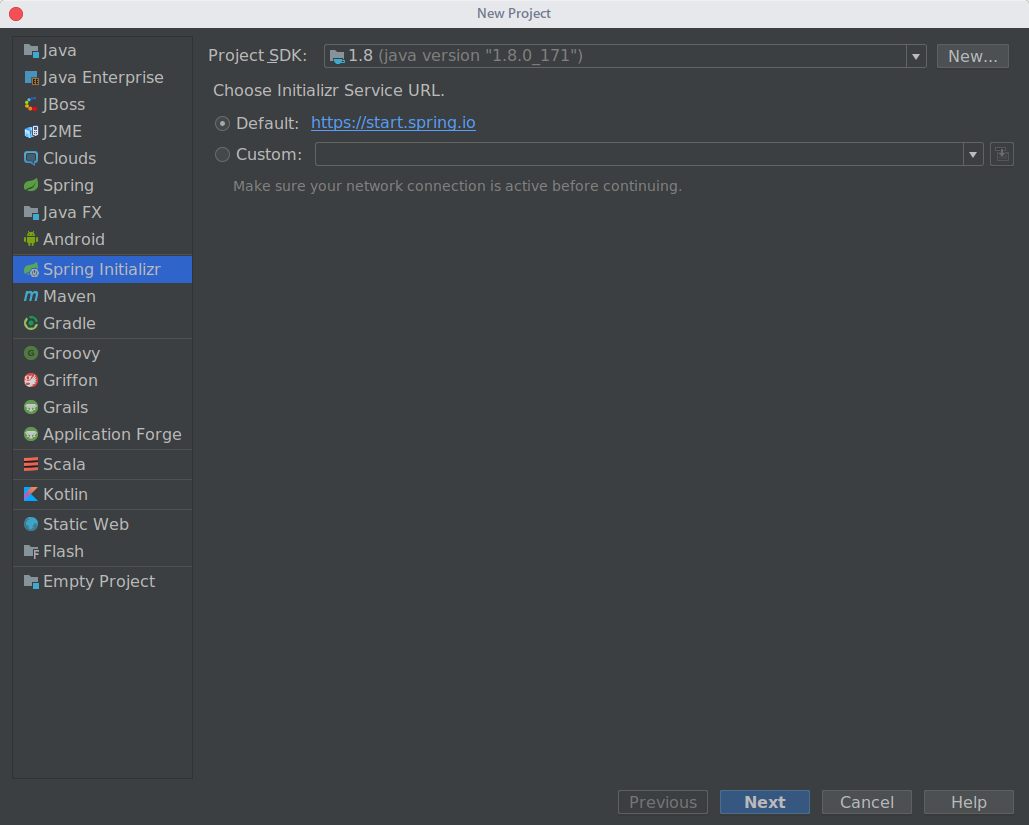 New Project
Java
Java Enterprise
JBoss
J2ME
Clouds
Spring
Java FX
Android
Spring Initializr
Maven
Gradle
Groovy
Griffon
Grails
Application Forge
Scala
Kotlin
Static Web
Flash
Empty Project
Project SDK: 1.8 (java version "1.8.0_171") New...
Choose Initializr Service URL.
Default: https://start.spring.io
Custom:
Make sure your network connection is active before continuing.
Previous Next Cancel Help